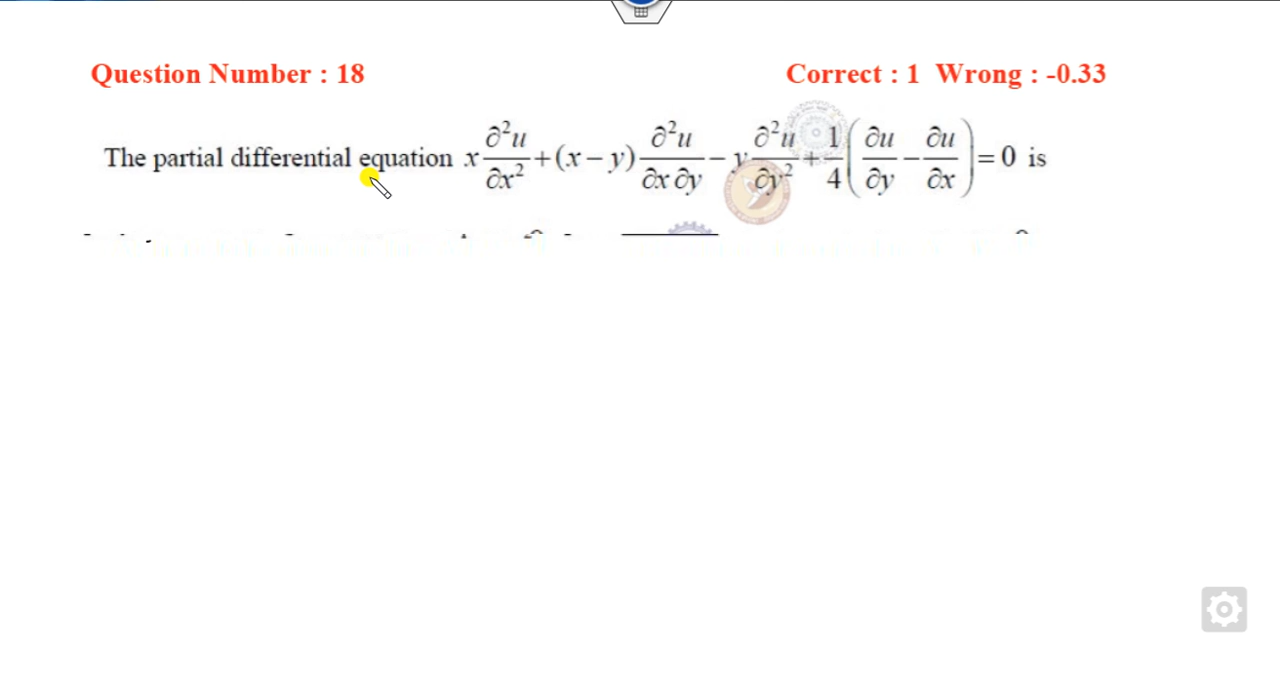 Question Number : 18 Correct : 1 Wrong : -0.33
The partial differential equation x ∂²u/∂x² + (x − y) ∂²u/∂x∂y − y ∂²u/∂y² + 1/4 (∂u/∂y − ∂u/∂x) = 0 is